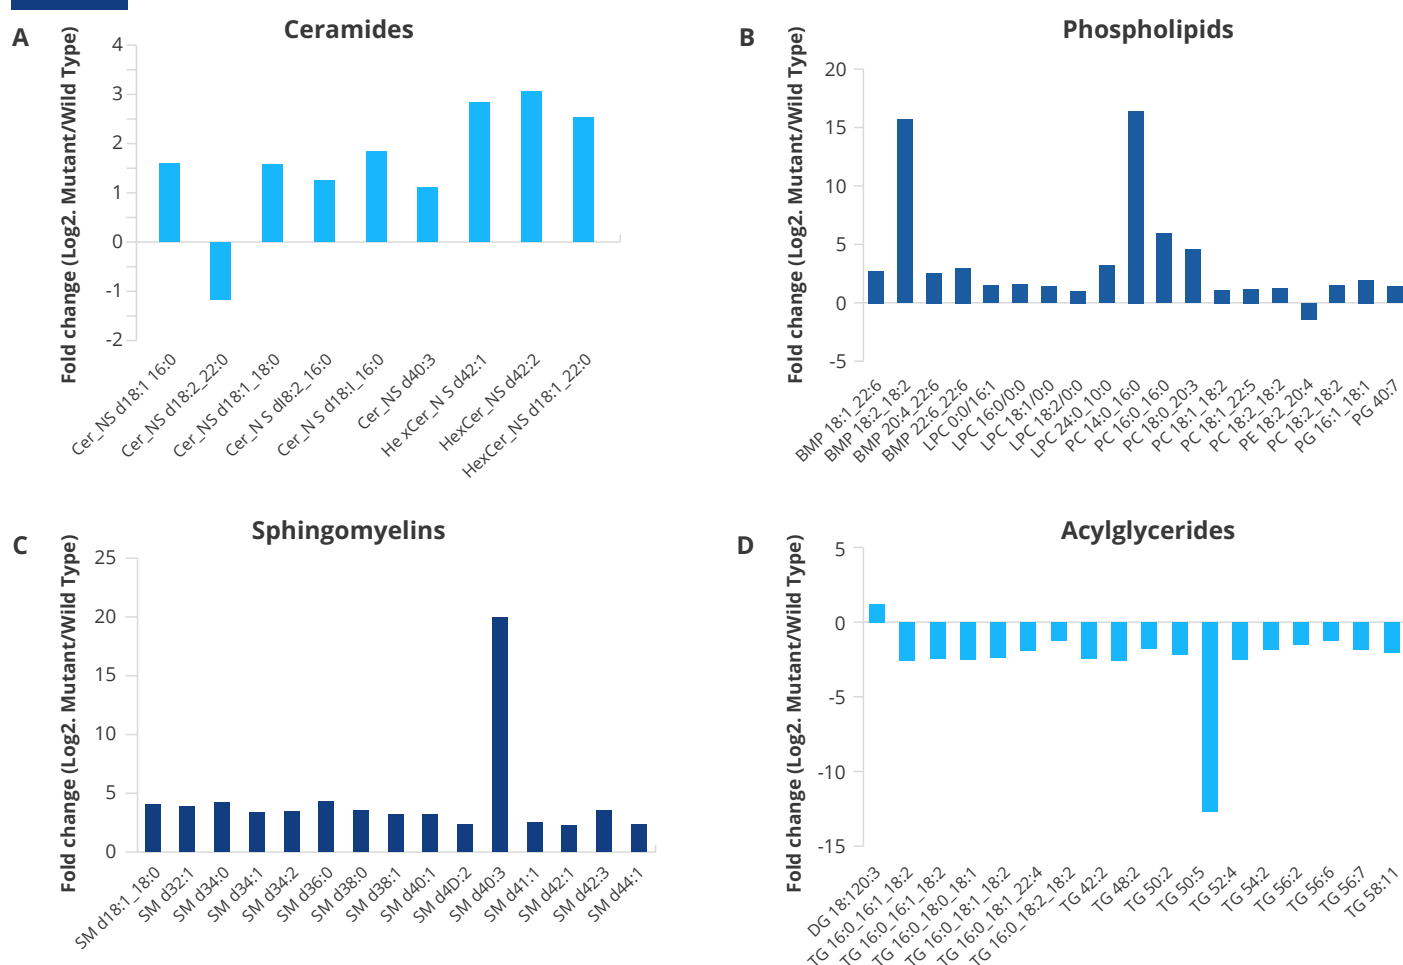 A
Ceramides
Fold change (Log2. Mutant/Wild Type)
4
3
2
1
0
-1
-2
Cer_NS d18:1 16:0
Cer_NS d18:2_22:0
Cer_NS d18:1_18:0
Cer_N S dl8:2_16:0
Cer_N S d18:1_16:0
Cer_NS d40:3
He xCer_N S d42:1
HexCer_NS d42:2
HexCer_NS d18:1_22:0
B
Phospholipids
Fold change (Log2. Mutant/Wild Type)
20
15
10
5
0
-5
BMP 18:1_22:6
BMP 18:2_18:2
BMP 20:4_22:6
BMP 22:6_22:6
LPC 0:0/16:1
LPC 16:0/0:0
LPC 18:1/0:0
LPC 18:2/0:0
LPC 24:0_10:0
PC 14:0_16:0
PC 16:0_16:0
PC 18:0_20:3
PC 18:1_18:2
PC 18:1_22:5
PC 18:2_18:2
PE 18:2_20:4
PC 18:2_18:2
PG 16:1_18:1
PG 40:7
C
Sphingomyelins
Fold change (Log2. Mutant/Wild Type)
25
20
15
10
5
0
SM d18:1_18:0
SM d32:1
SM d34:0
SM d34:1
SM d34:2
SM d36:0
SM d38:0
SM d38:1
SM d40:1
SM d4D:2
SM d40:3
SM d41:1
SM d42:1
SM d42:3
SM d44:1
D
Acylglycerides
Fold change (Log2. Mutant/Wild Type)
5
0
-5
-10
-15
DG 18:120:3
TG 16:0_16:1_18:2
TG 16:0_16:1_18:2
TG 16:0_18:0_18:1
TG 16:0_18:1_18:2
TG 16:0_18:1_22:4
TG 16:0_18:2_18:2
TG 42:2
TG 48:2
TG 50:2
TG 50:5
TG 52:4
TG 54:2
TG 56:2
TG 56:6
TG 56:7
TG 58:11